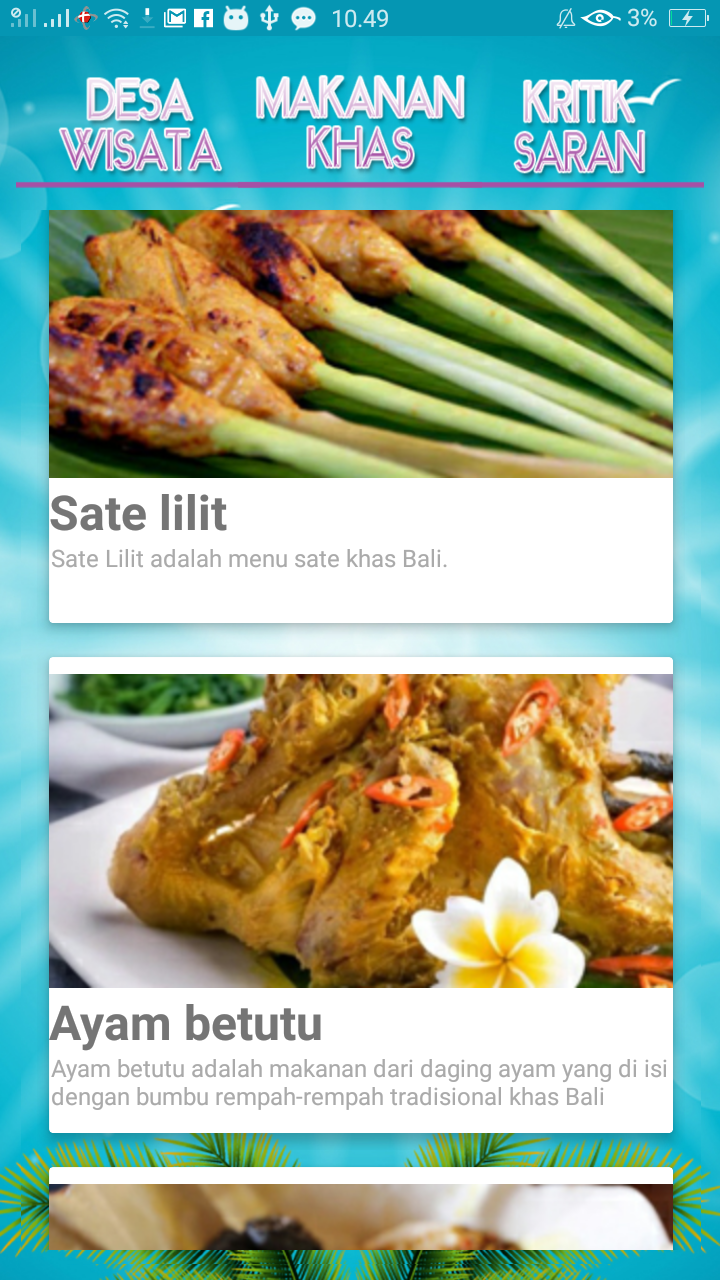 10.49 3%
DESA MAKANAN KRITIK
WISATA KHAS SARAN
Sate lilit
Sate Lilit adalah menu sate khas Bali.
Ayam betutu
Ayam betutu adalah makanan dari daging ayam yang di isi
dengan bumbu rempah-rempah tradisional khas Bali